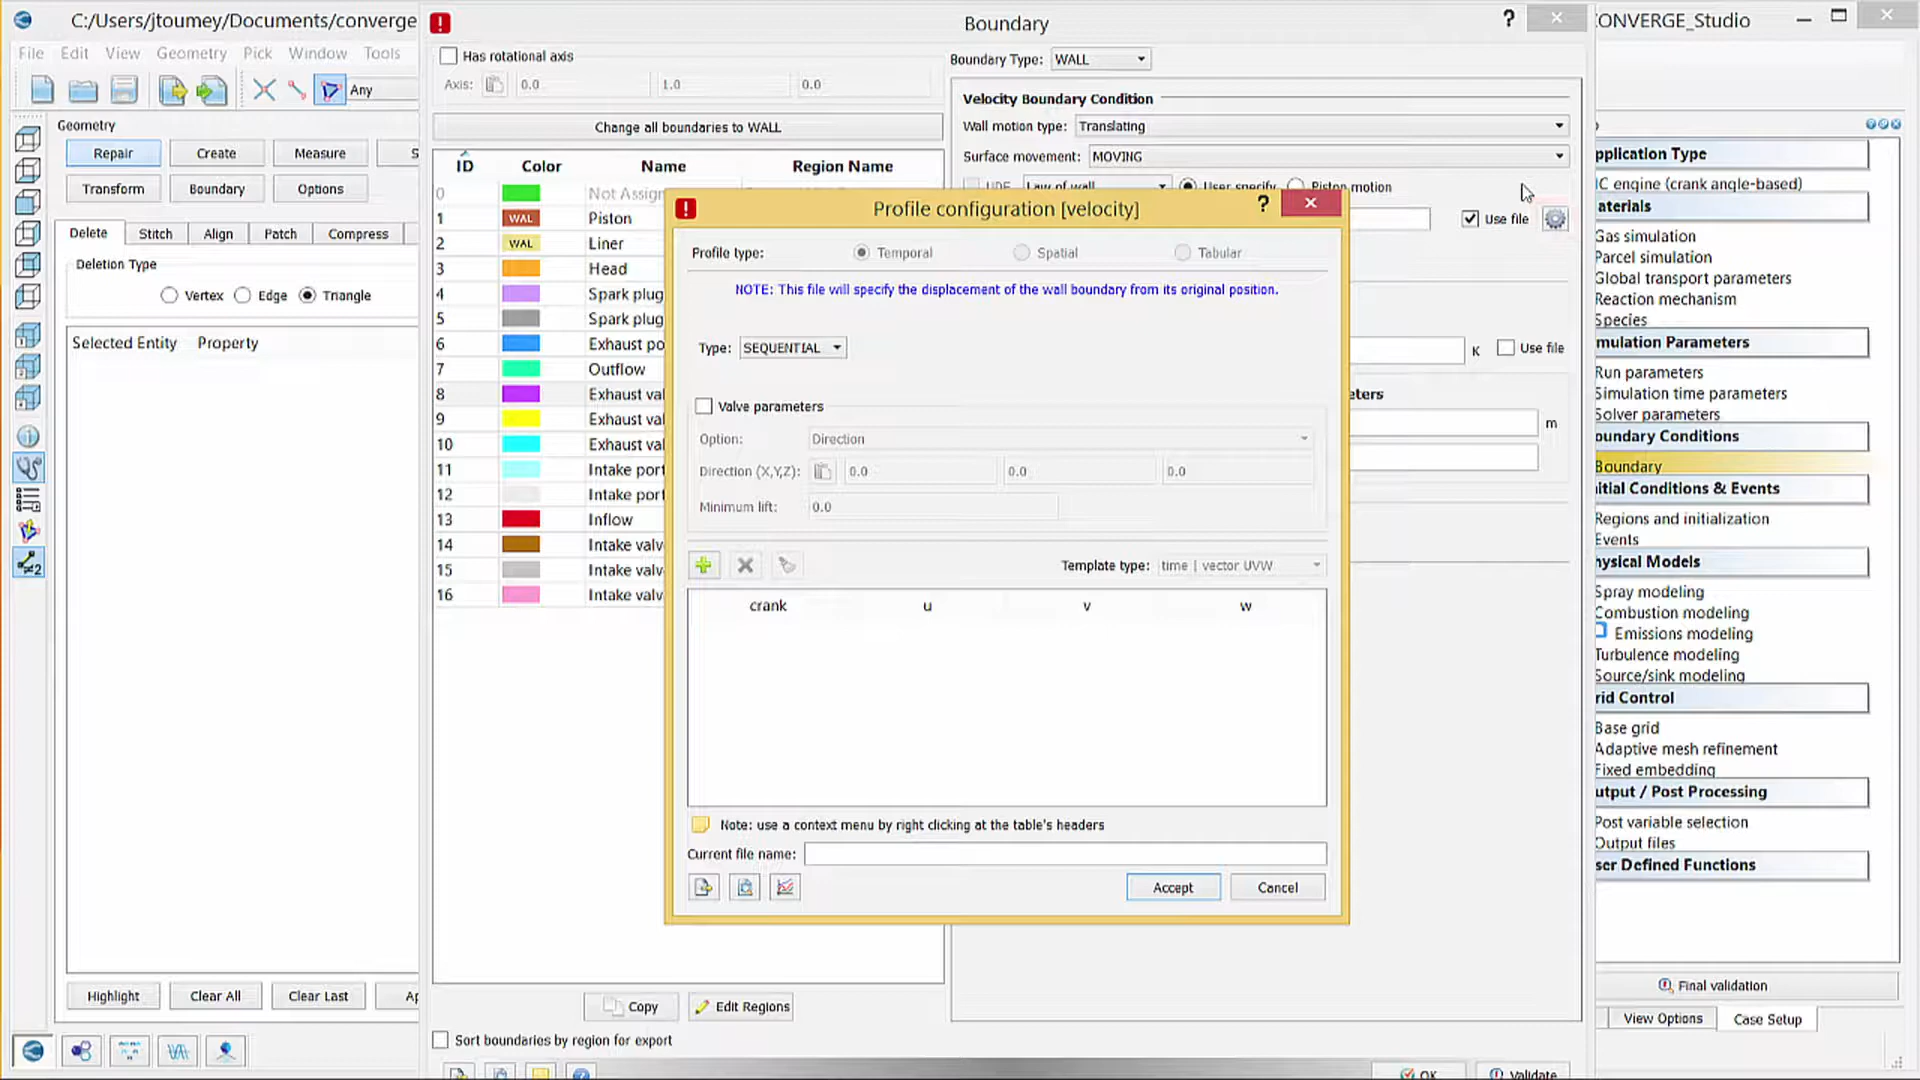 C:/Users/jtoumey/Documents/converge
Boundary
?
CONVERGE_Studio
File Edit View Geometry Pick Window Tools
Any
Geometry
Repair Create Measure
Transform Boundary Options
Delete Stitch Align Patch Compress
Deletion Type
Vertex Edge Triangle
Selected Entity Property
Highlight Clear All Clear Last
Has rotational axis
Axis: 0.0 1.0 0.0
Change all boundaries to WALL
ID Color Name Region Name
0 Not Assign
1 WAL Piston
2 WAL Liner
3 Head
4 Spark plug
5 Spark plug
6 Exhaust po
7 Outflow
8 Exhaust val
9 Exhaust val
10 Exhaust val
11 Intake port
12 Intake port
13 Inflow
14 Intake valv
15 Intake valv
16 Intake valv
Copy Edit Regions
Sort boundaries by region for export
Boundary Type: WALL
Velocity Boundary Condition
Wall motion type: Translating
Surface movement: MOVING
UDF Law of wall User specify Piston motion
Use file
K Use file
eters
m
OK Validate
Profile configuration [velocity]
?
Profile type: Temporal Spatial Tabular
NOTE: This file will specify the displacement of the wall boundary from its original position.
Type: SEQUENTIAL
Valve parameters
Option: Direction
Direction (X,Y,Z): 0.0 0.0 0.0
Minimum lift: 0.0
Template type: time | vector UVW
crank u v w
Note: use a context menu by right clicking at the table's headers
Current file name:
Accept Cancel
pplication Type
IC engine (crank angle-based)
aterials
Gas simulation
Parcel simulation
Global transport parameters
Reaction mechanism
Species
mulation Parameters
Run parameters
Simulation time parameters
Solver parameters
oundary Conditions
Boundary
itial Conditions & Events
Regions and initialization
Events
hysical Models
Spray modeling
Combustion modeling
Emissions modeling
Turbulence modeling
Source/sink modeling
rid Control
Base grid
Adaptive mesh refinement
Fixed embedding
utput / Post Processing
Post variable selection
Output files
ser Defined Functions
Final validation
View Options Case Setup